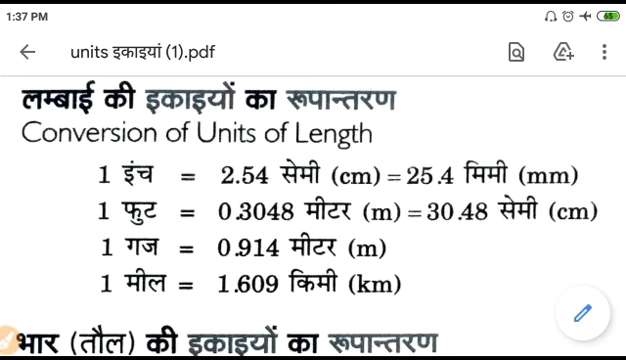 1:37 PM 65
units इकाइयां (1).pdf
लम्बाई की इकाइयों का रूपान्तरण
Conversion of Units of Length
1 इंच = 2.54 सेमी (cm) = 25.4 मिमी (mm)
1 फुट = 0.3048 मीटर (m) = 30.48 सेमी (cm)
1 गज = 0.914 मीटर (m)
1 मील = 1.609 किमी (km)
भार (तौल) की इकाइयों का रूपान्तरण